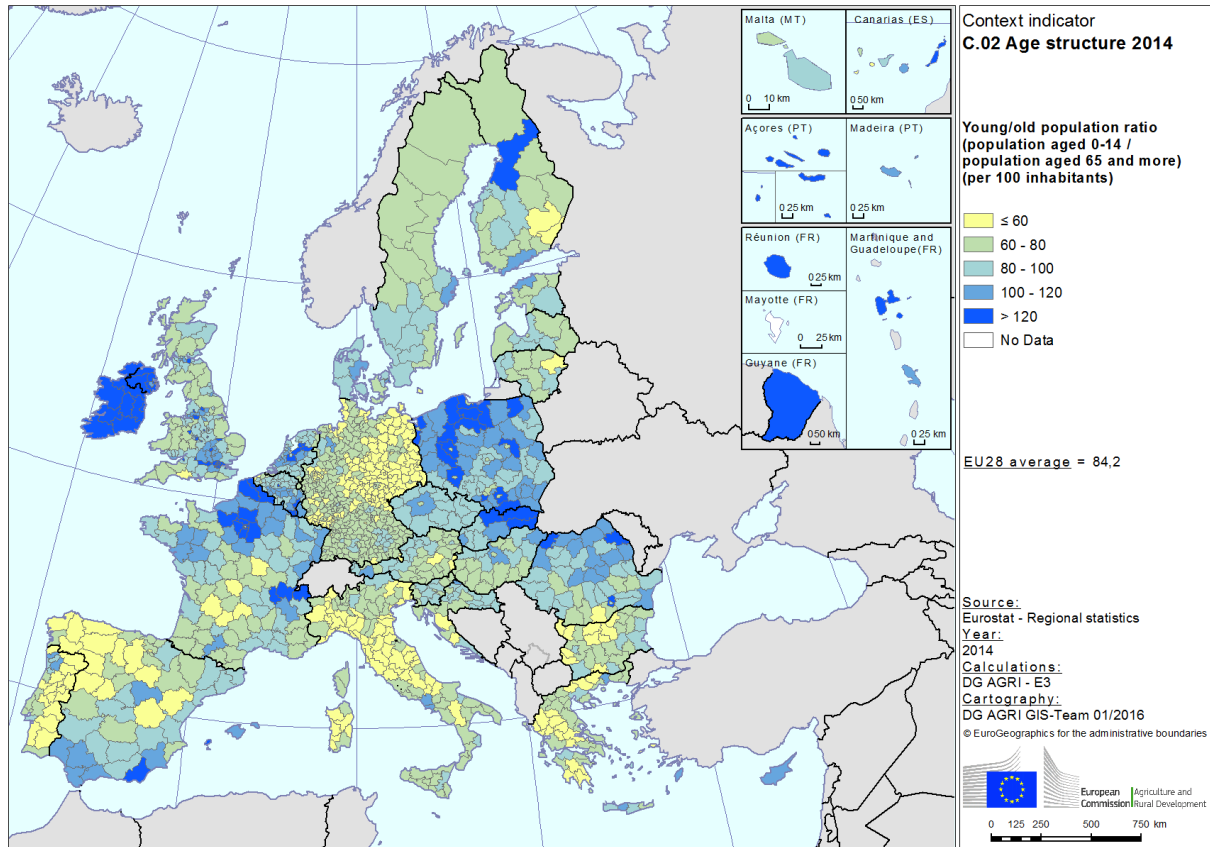 Malta (MT)
0 10 km
Canarias (ES)
0 50 km
Açores (PT)
0 25 km
Madeira (PT)
0 25 km
Réunion (FR)
0 25 km
Martinique and
Guadeloupe(FR)
0 25 km
Mayotte (FR)
0 25 km
Guyane (FR)
0 50 km
Context indicator
C.02 Age structure 2014
Young/old population ratio
(population aged 0-14 /
population aged 65 and more)
(per 100 inhabitants)
≤ 60
60 - 80
80 - 100
100 - 120
> 120
No Data
EU28 average = 84,2
Source:
Eurostat - Regional statistics
Year:
2014
Calculations:
DG AGRI - E3
Cartography:
DG AGRI GIS-Team 01/2016
© EuroGeographics for the administrative boundaries
European
Commission
Agriculture and
Rural Development
0 125 250 500 750 km